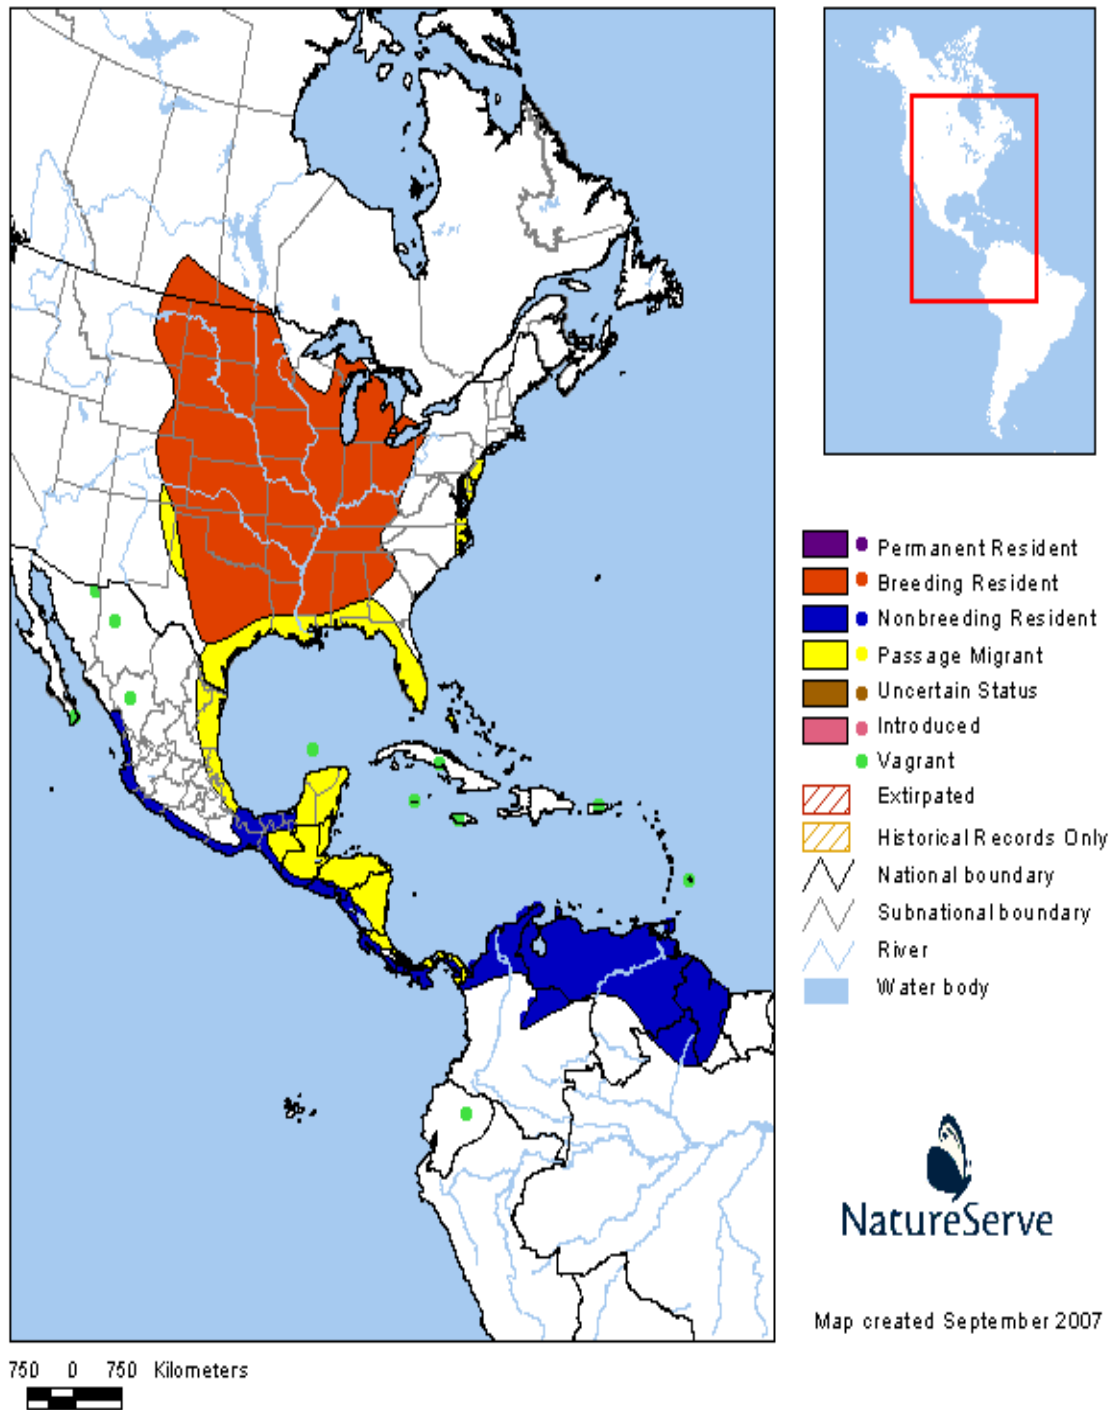 Permanent Resident
Breeding Resident
Nonbreeding Resident
Passage Migrant
Uncertain Status
Introduced
Vagrant
Extirpated
Historical Records Only
National boundary
Subnational boundary
River
Water body
NatureServe
Map created September 2007
750 0 750 Kilometers